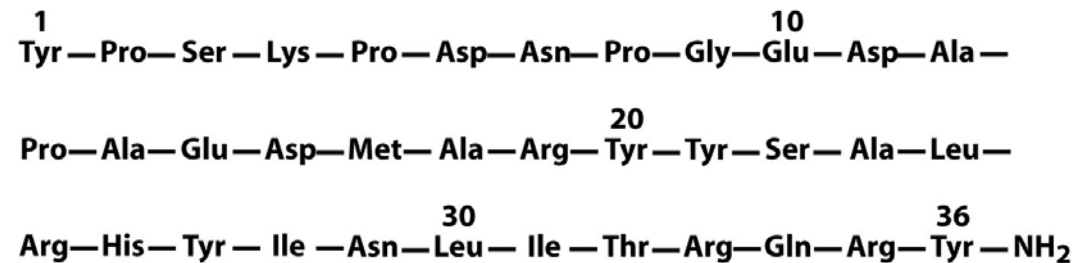 1 10
Tyr — Pro — Ser — Lys — Pro — Asp — Asn — Pro — Gly — Glu — Asp — Ala —
20
Pro — Ala — Glu — Asp — Met — Ala — Arg — Tyr — Tyr — Ser — Ala — Leu —
30 36
Arg — His — Tyr — Ile — Asn — Leu — Ile — Thr — Arg — Gln — Arg — Tyr — NH₂